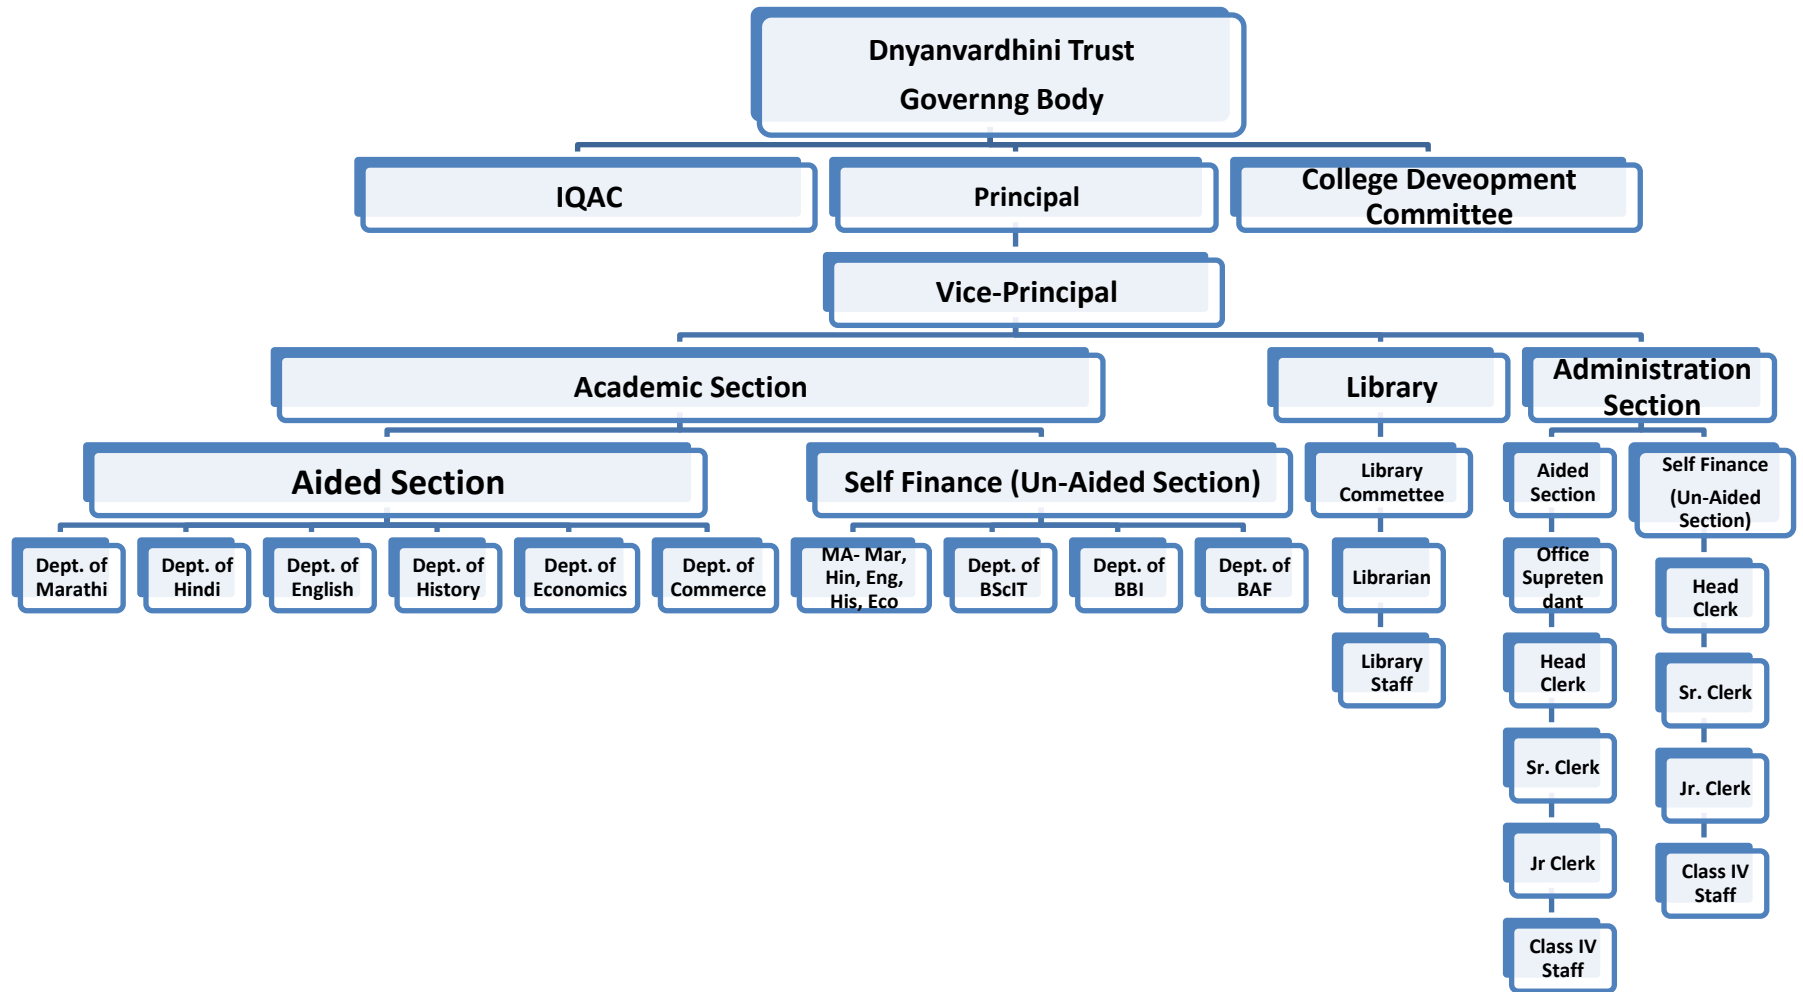 Dnyanvardhini Trust
Governng Body
IQAC
Principal
College Deveopment
Committee
Vice-Principal
Academic Section
Library
Administration
Section
Aided Section
Self Finance (Un-Aided Section)
Library
Commettee
Aided
Section
Self Finance
(Un-Aided
Section)
Dept. of
Marathi
Dept. of
Hindi
Dept. of
English
Dept. of
History
Dept. of
Economics
Dept. of
Commerce
MA- Mar,
Hin, Eng,
His, Eco
Dept. of
BScIT
Dept. of
BBI
Dept. of
BAF
Librarian
Office
Supreten
dant
Head
Clerk
Library
Staff
Head
Clerk
Sr. Clerk
Sr. Clerk
Jr. Clerk
Jr Clerk
Class IV
Staff
Class IV
Staff